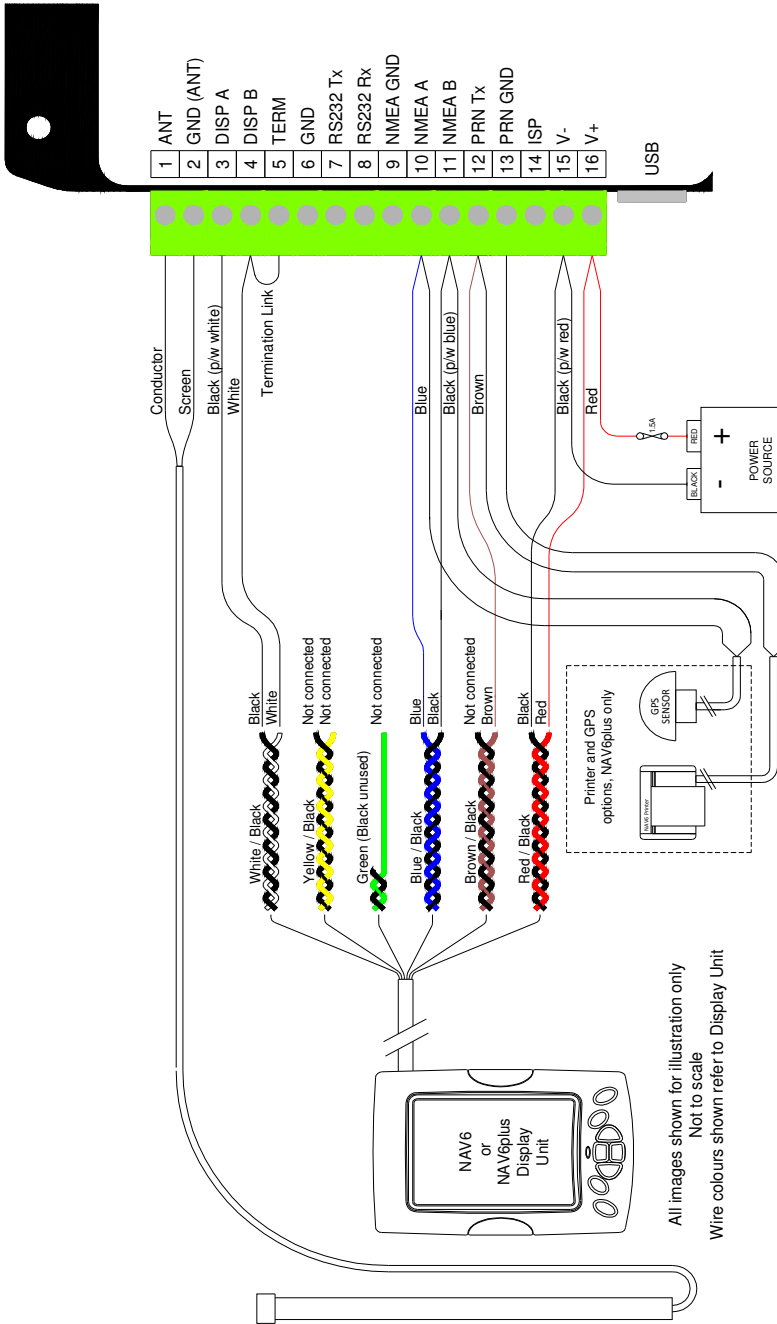 1 ANT
2 GND (ANT)
3 DISP A
4 DISP B
5 TERM
6 GND
7 RS232 Tx
8 RS232 Rx
9 NMEA GND
10 NMEA A
11 NMEA B
12 PRN Tx
13 PRN GND
14 ISP
15 V-
16 V+
USB
Conductor
Screen
Black (p/w white)
White
Termination Link
Blue
Black (p/w blue)
Brown
Black (p/w red)
Red
1.5A
RED
BLACK
+
-
POWER
SOURCE
Black
White
Not connected
Not connected
Not connected
Blue
Black
Not connected
Brown
Black
Red
White / Black
Yellow / Black
Green (Black unused)
Blue / Black
Brown / Black
Red / Black
Printer and GPS
options, NAV6plus only
GPS
SENSOR
NAV6 Printer
NAV6
or
NAV6plus
Display
Unit
All images shown for illustration only
Not to scale
Wire colours shown refer to Display Unit